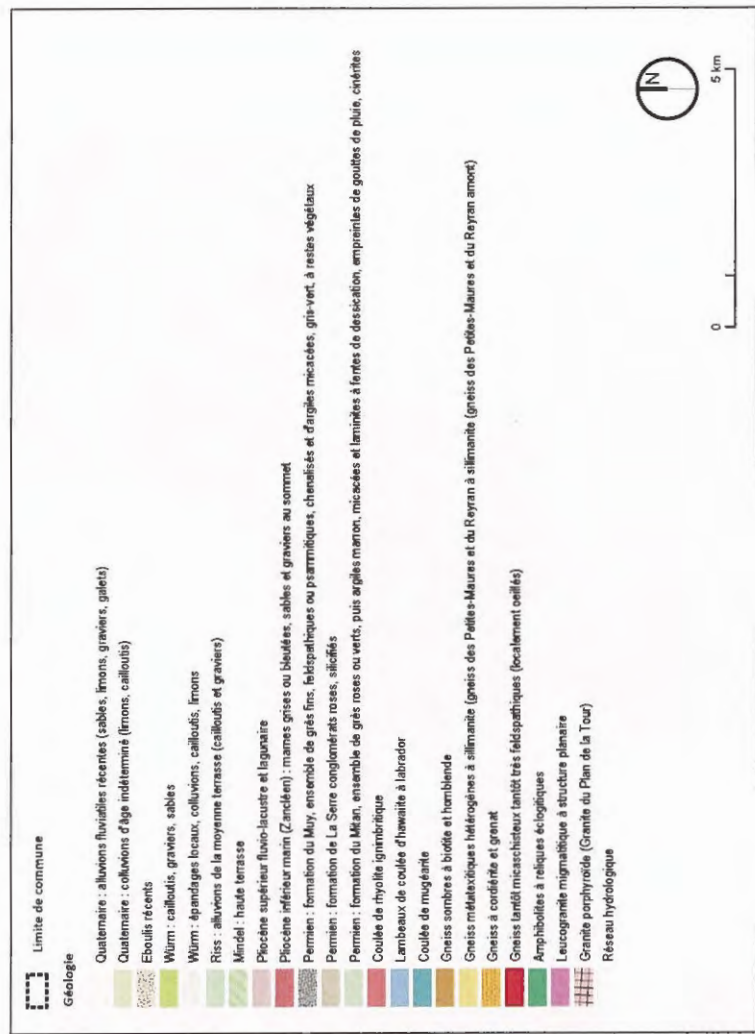 Limite de commune
Géologie
Quaternaire : alluvions fluviatiles récentes (sables, limons, graviers, galets)
Quaternaire : colluvions d'âge indéterminé (limons, cailloutis)
Eboulis récents
Würm : cailloutis, graviers, sables
Würm : épandages locaux, colluvions, cailloutis, limons
Riss : alluvions de la moyenne terrasse (cailloutis et graviers)
Mindel : haute terrasse
Pliocène supérieur fluvio-lacustre et lagunaire
Pliocène inférieur marin (Zancléen) : marnes grises ou bleutées, sables et graviers au sommet
Permien : formation du Muy, ensemble de grès fins, feldspathiques ou psammitiques, chenalisés et d'argiles micacées, gris-vert, à restes végétaux
Permien : formation de La Serre conglomérats roses, silicifiés
Permien : formation du Mitan, ensemble de grès roses ou verts, puis argiles marron, micacées et laminites à fentes de dessication, empreintes de gouttes de pluie, cinérites
Coulée de rhyolite ignimbritique
Lambeaux de coulée d'hawaiite à labrador
Coulée de mugéarite
Gneiss sombres à biotite et hornblende
Gneiss métatexitiques hétérogènes à sillimanite (gneiss des Petites-Maures et du Reyran à sillimanite (gneiss des Petites-Maures et du Reyran amont)
Gneiss à cordiérite et grenat
Gneiss tantôt micaschisteux tantôt très feldspathiques (localement oeillés)
Amphibolites à reliques éclogitiques
Leucogranite migmatitique à structure planaire
Granite porphyroïde (Granite du Plan de la Tour)
Réseau hydrologique
N
0 5 km